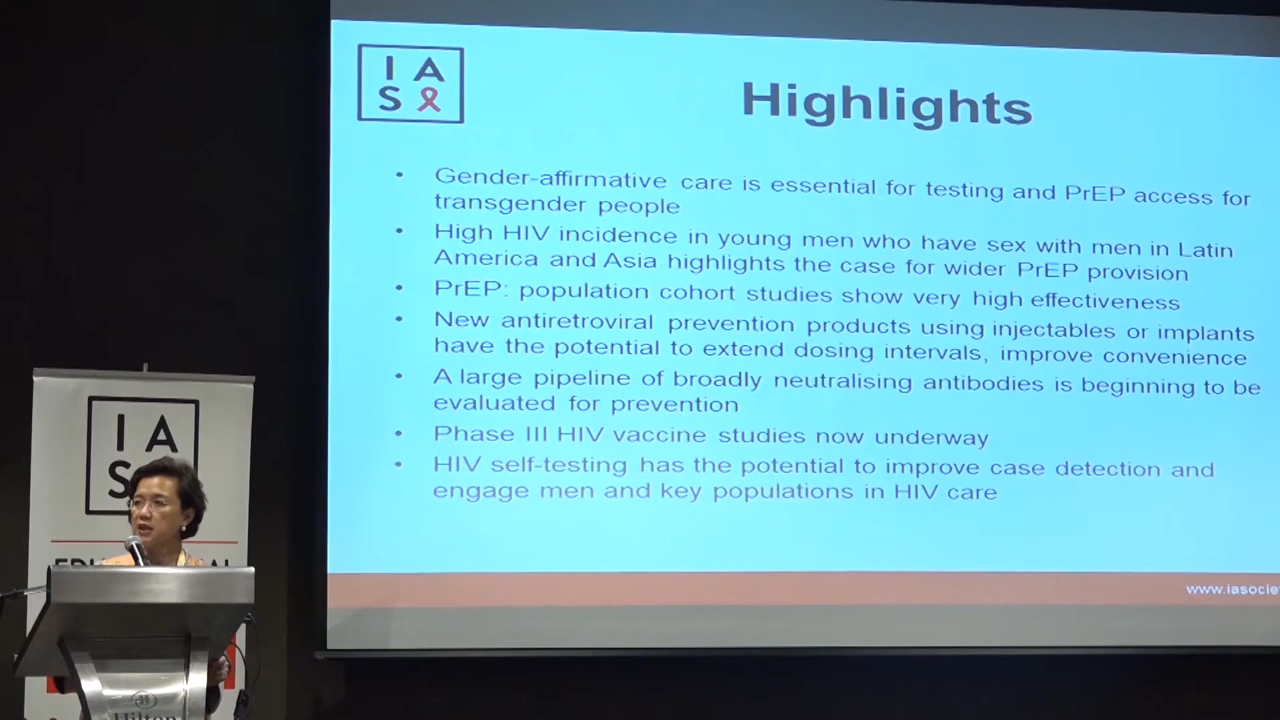 I A
S
Highlights
• Gender-affirmative care is essential for testing and PrEP access for
transgender people
• High HIV incidence in young men who have sex with men in Latin
America and Asia highlights the case for wider PrEP provision
• PrEP: population cohort studies show very high effectiveness
• New antiretroviral prevention products using injectables or implants
have the potential to extend dosing intervals, improve convenience
• A large pipeline of broadly neutralising antibodies is beginning to be
evaluated for prevention
• Phase III HIV vaccine studies now underway
• HIV self-testing has the potential to improve case detection and
engage men and key populations in HIV care
www.iasocie
I A
S
Hilton